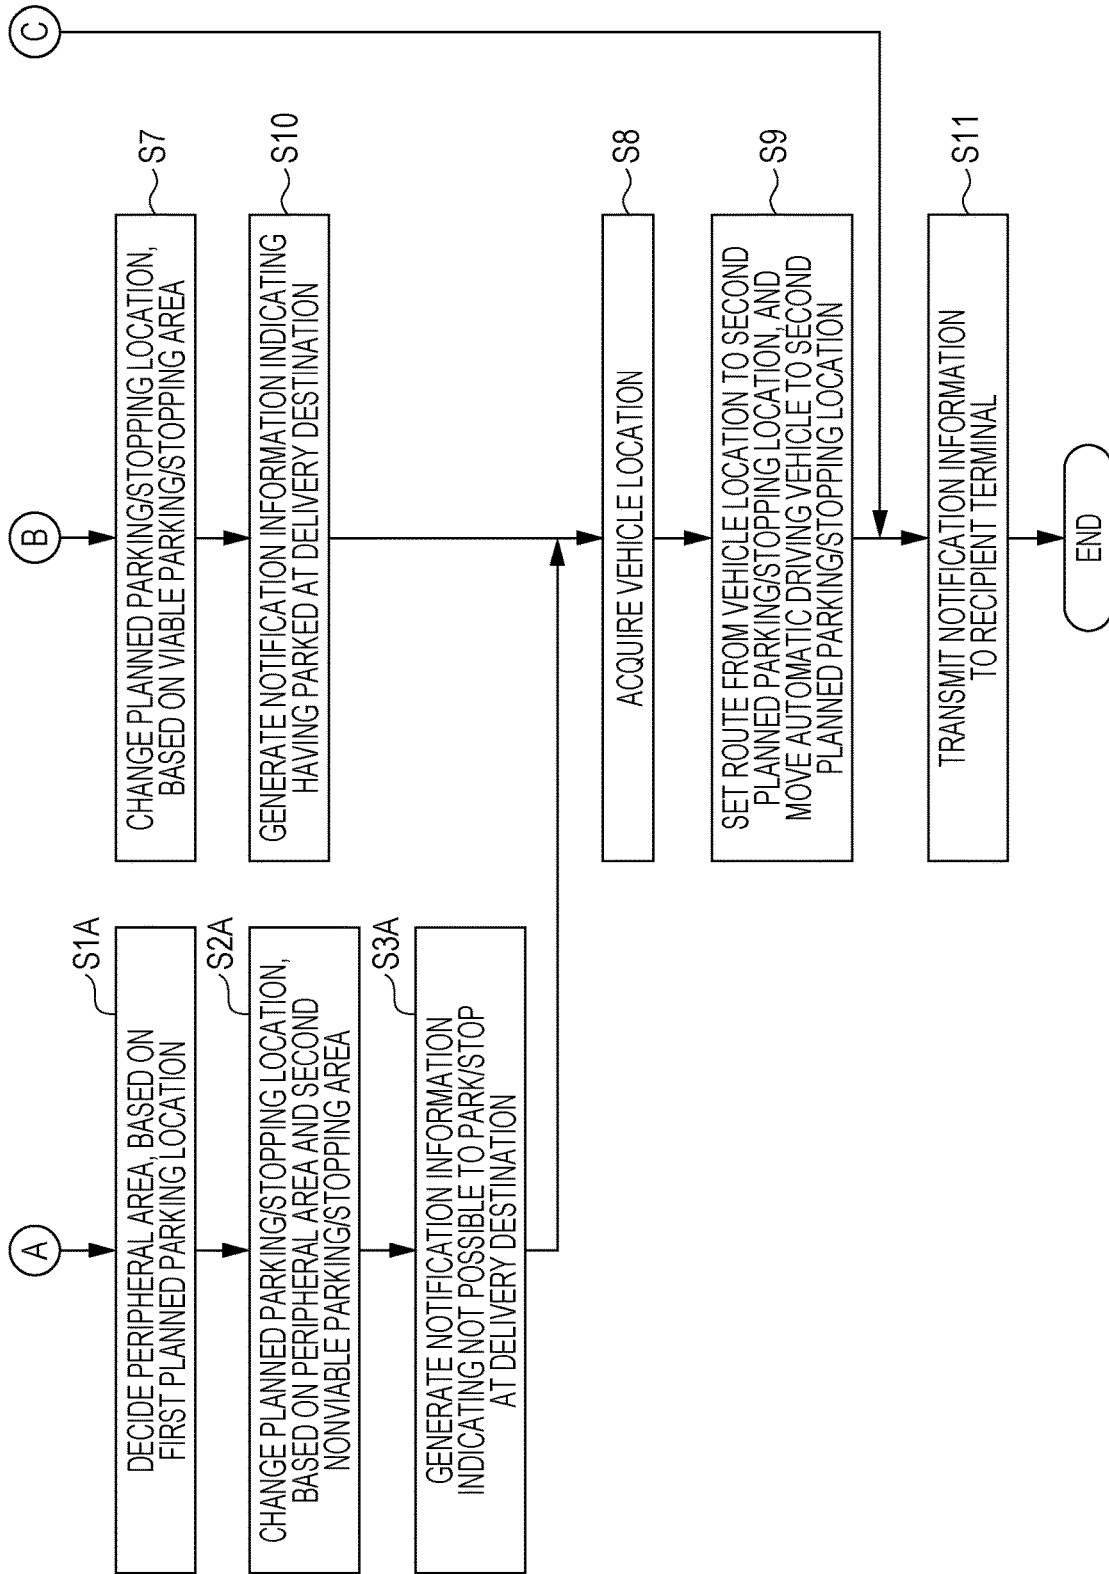 A
S1A
DECIDE PERIPHERAL AREA, BASED ON
FIRST PLANNED PARKING LOCATION
S2A
CHANGE PLANNED PARKING/STOPPING LOCATION,
BASED ON PERIPHERAL AREA AND SECOND
NONVIABLE PARKING/STOPPING AREA
S3A
GENERATE NOTIFICATION INFORMATION
INDICATING NOT POSSIBLE TO PARK/STOP
AT DELIVERY DESTINATION
B
S7
CHANGE PLANNED PARKING/STOPPING LOCATION,
BASED ON VIABLE PARKING/STOPPING AREA
S10
GENERATE NOTIFICATION INFORMATION INDICATING
HAVING PARKED AT DELIVERY DESTINATION
S8
ACQUIRE VEHICLE LOCATION
S9
SET ROUTE FROM VEHICLE LOCATION TO SECOND
PLANNED PARKING/STOPPING LOCATION, AND
MOVE AUTOMATIC DRIVING VEHICLE TO SECOND
PLANNED PARKING/STOPPING LOCATION
C
S11
TRANSMIT NOTIFICATION INFORMATION
TO RECIPIENT TERMINAL
END